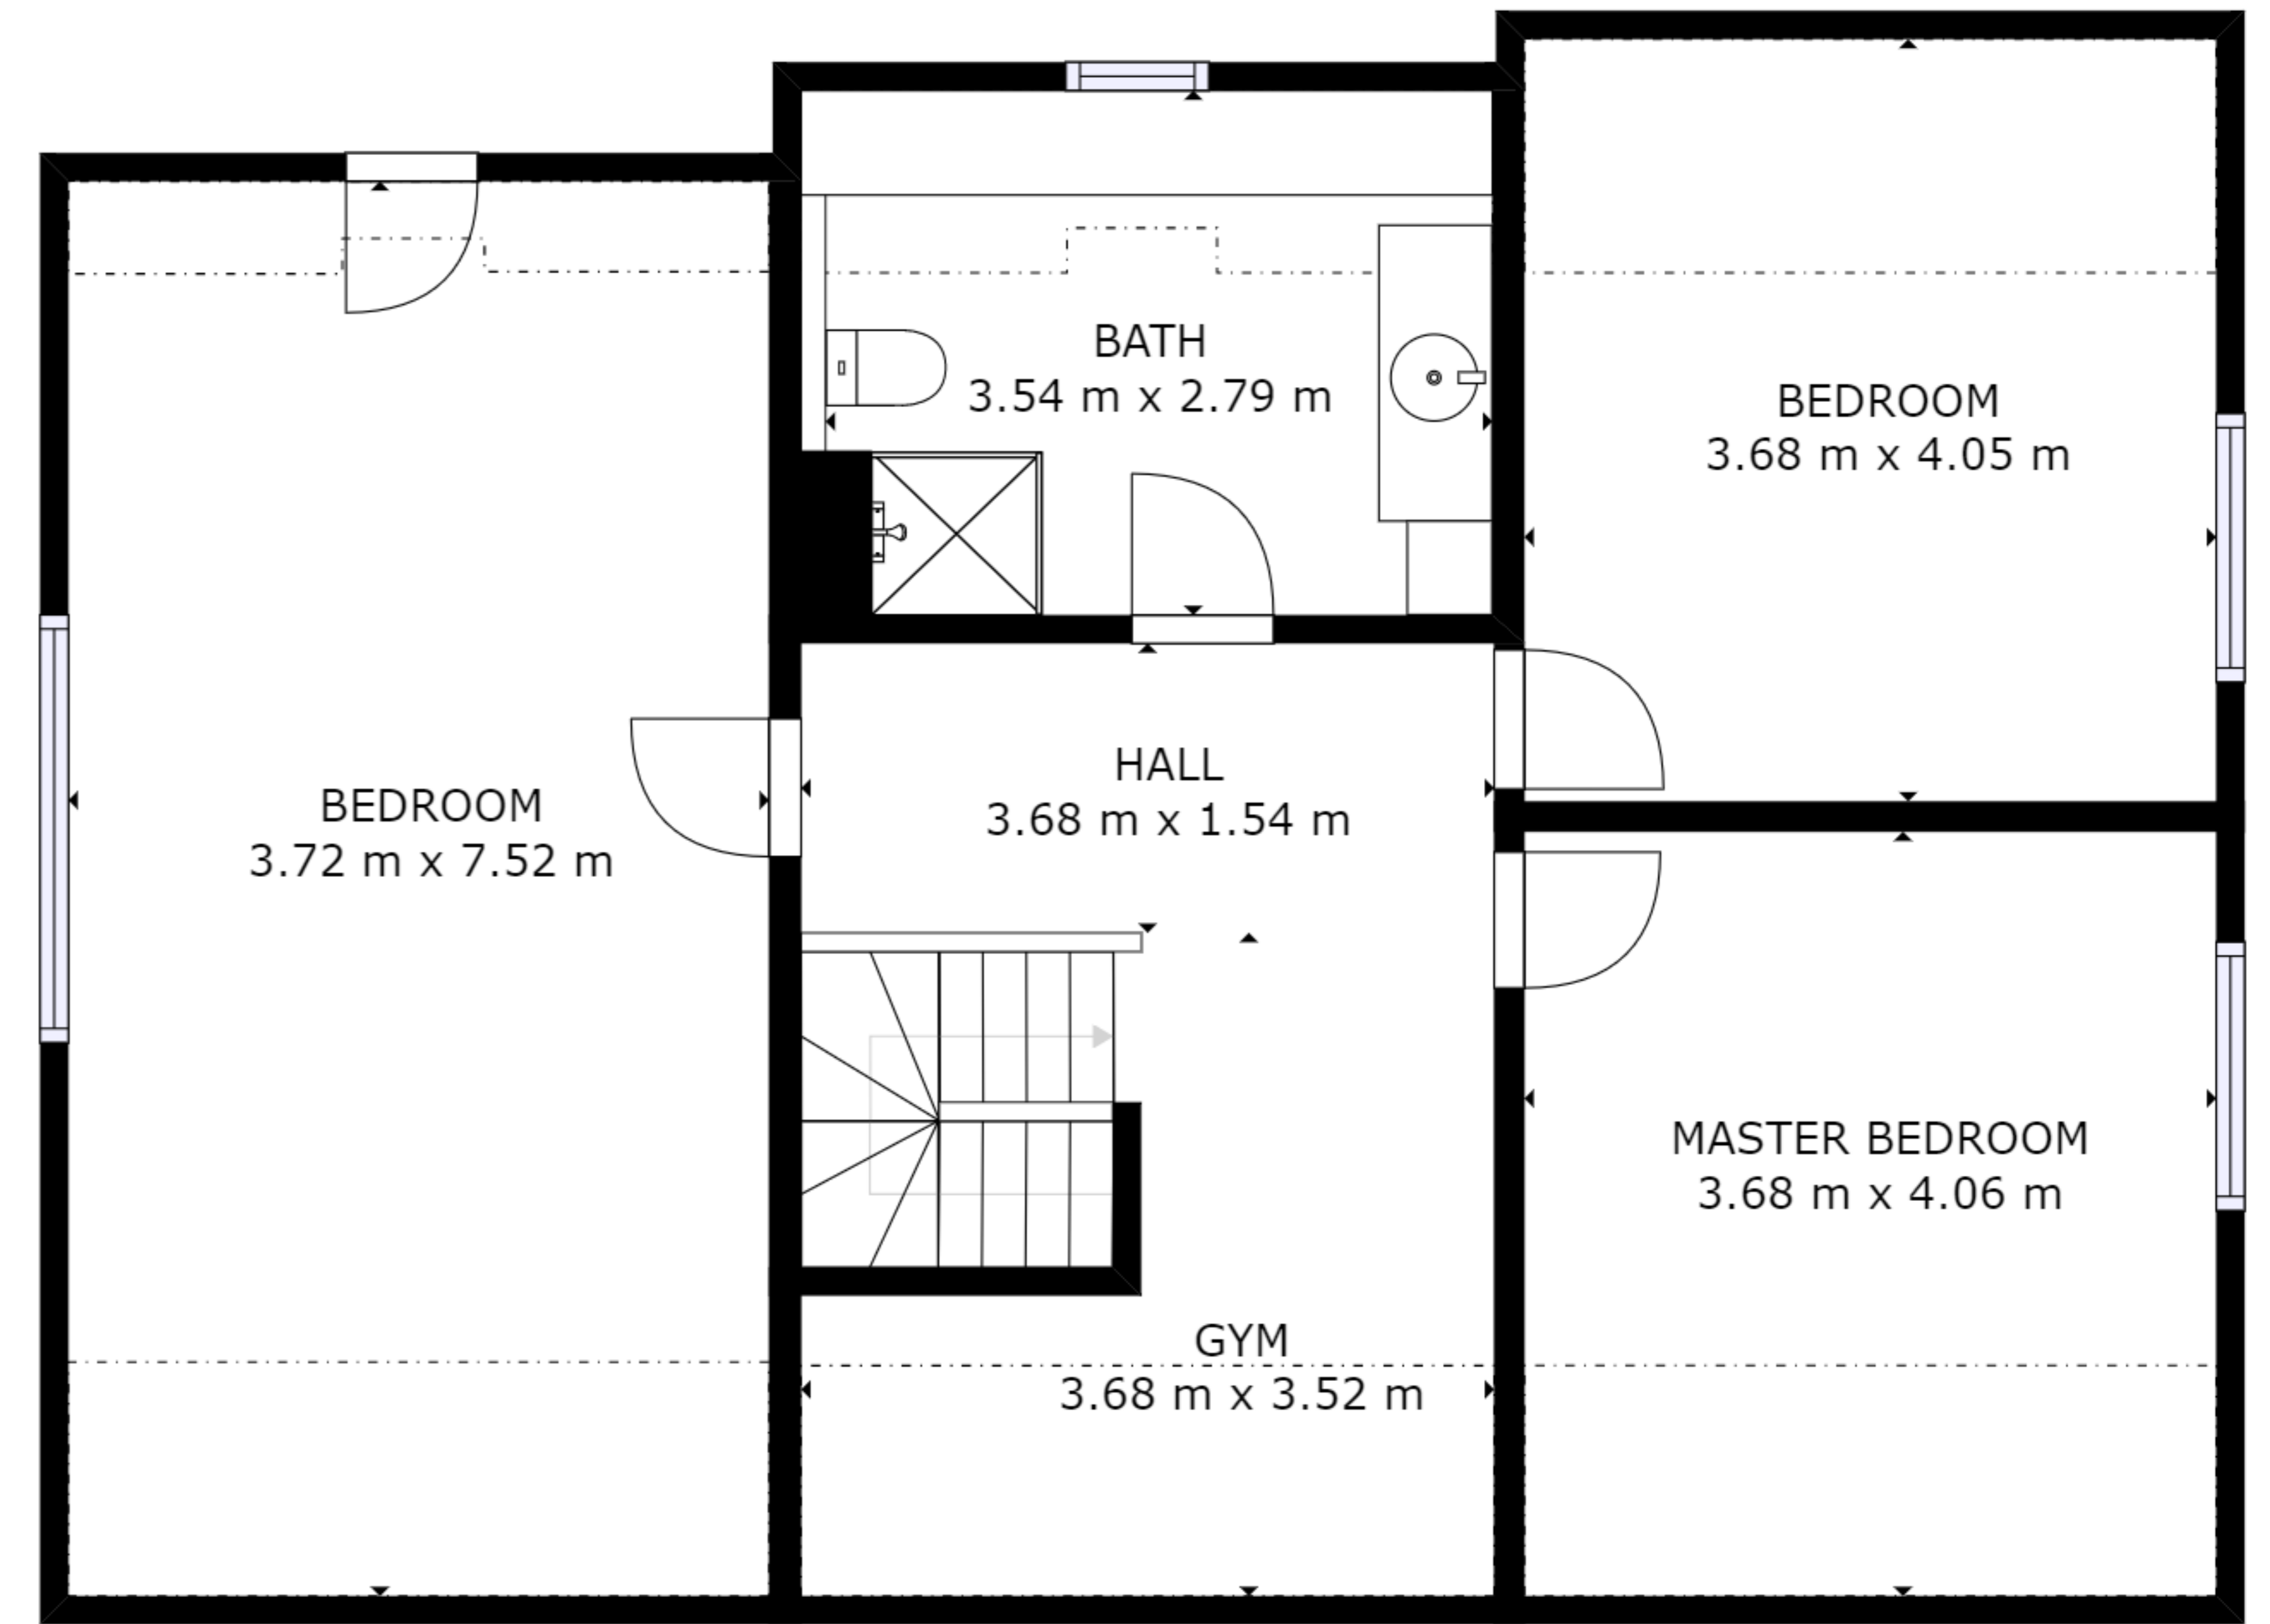 BATH
3.54 m x 2.79 m
BEDROOM
3.68 m x 4.05 m
HALL
3.68 m x 1.54 m
BEDROOM
3.72 m x 7.52 m
MASTER BEDROOM
3.68 m x 4.06 m
GYM
3.68 m x 3.52 m